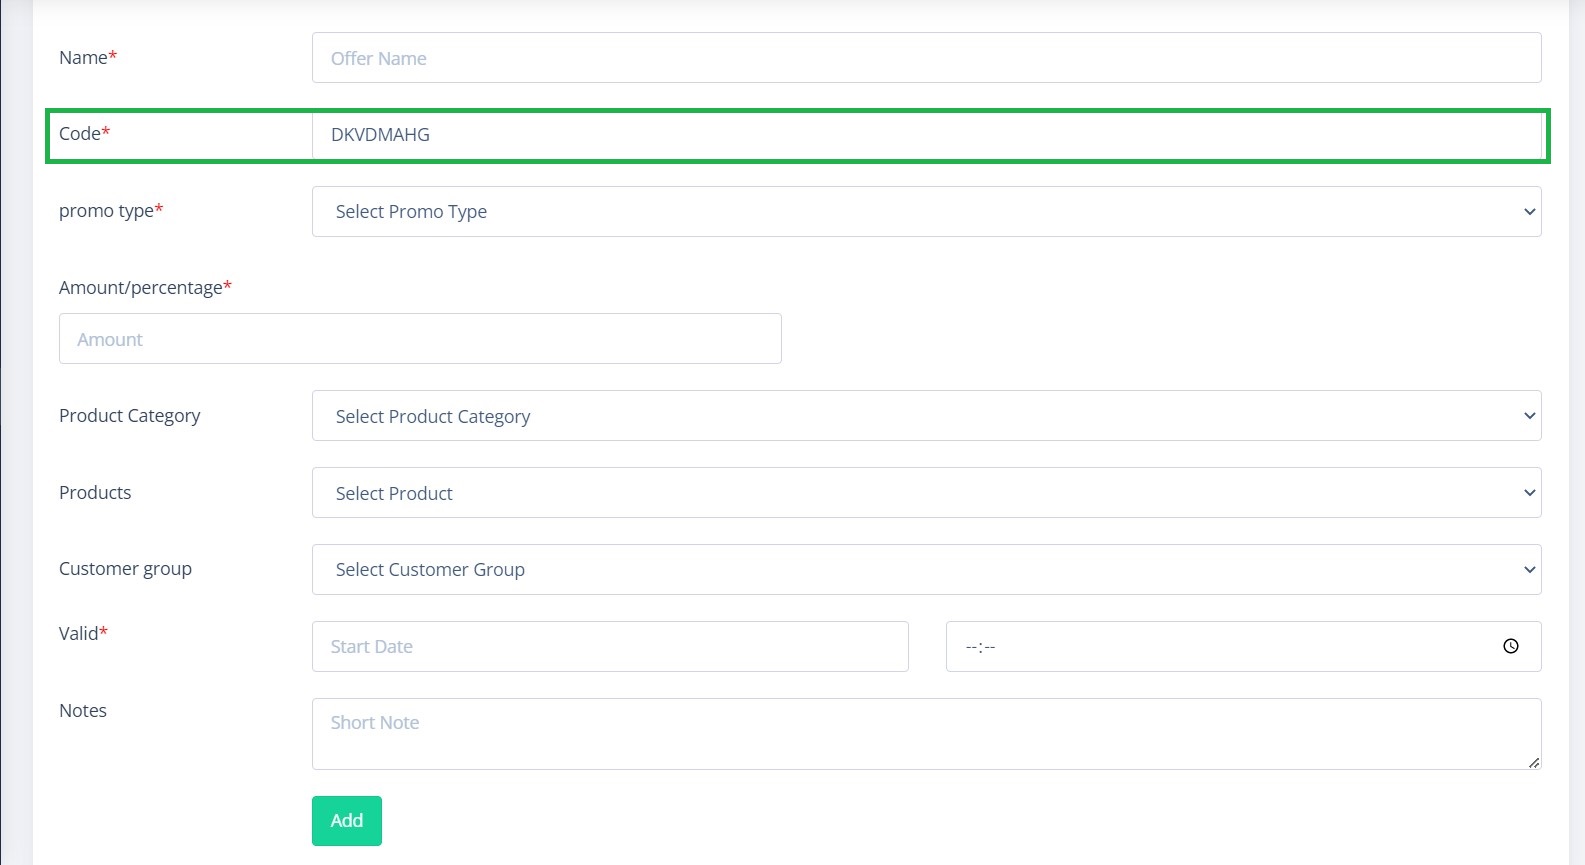 Name*
Offer Name
Code*
DKVDMAHG
promo type*
Select Promo Type
Amount/percentage*
Amount
Product Category
Select Product Category
Products
Select Product
Customer group
Select Customer Group
Valid*
Start Date
--:--
Notes
Short Note
Add